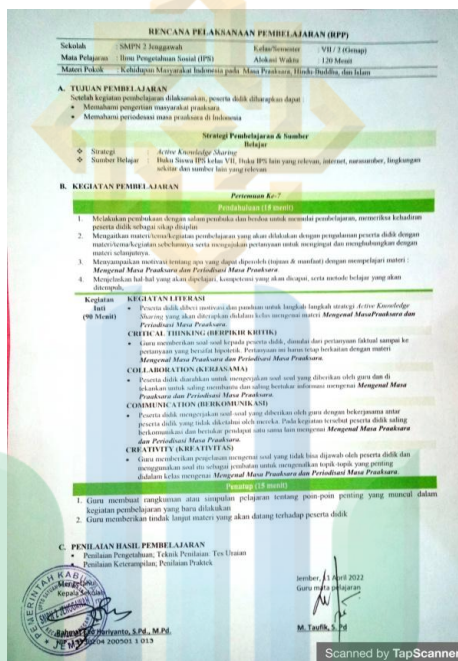 RENCANA PELAKSANAAN PEMBELAJARAN (RPP)
Sekolah : SMPN 2 Jenggawah Kelas/Semester : VII / 2 (Genap)
Mata Pelajaran : Ilmu Pengetahuan Sosial (IPS) Alokasi Waktu : 120 Menit
Materi Pokok : Kehidupan Masyarakat Indonesia pada Masa Praaksara, Hindu-Buddha, dan Islam
A. TUJUAN PEMBELAJARAN
Setelah kegiatan pembelajaran dilaksanakan, peserta didik diharapkan dapat :
• Memahami pengertian masyarakat praaksara
• Memahami periodesasi masa praaksara di Indonesia
Strategi Pembelajaran & Sumber
Belajar
❖ Strategi : Active Knowledge Sharing
❖ Sumber Belajar : Buku Siswa IPS kelas VII, Buku IPS lain yang relevan, internet, narasumber, lingkungan
sekitar dan sumber lain yang relevan
B. KEGIATAN PEMBELAJARAN
Pertemuan Ke-7
Pendahuluan (15 menit)
1. Melakukan pembukaan dengan salam pembuka dan berdoa untuk memulai pembelajaran, memeriksa kehadiran
peserta didik sebagai sikap disiplin
2. Mengaitkan materi/tema/kegiatan pembelajaran yang akan dilakukan dengan pengalaman peserta didik dengan
materi/tema/kegiatan sebelumnya serta mengajukan pertanyaan untuk mengingat dan menghubungkan dengan
materi selanjutnya.
3. Menyampaikan motivasi tentang apa yang dapat diperoleh (tujuan & manfaat) dengan mempelajari materi :
Mengenal Masa Praaksara dan Periodisasi Masa Praaksara.
4. Menjelaskan hal-hal yang akan dipelajari, kompetensi yang akan dicapai, serta metode belajar yang akan
ditempuh,
Kegiatan KEGIATAN LITERASI
Inti • Peserta didik diberi motivasi dan panduan untuk langkah langkah strategi Active Knowledge
(90 Menit) Sharing yang akan diterapkan didalam kelas mengenai materi Mengenal MasaPraaksara dan
Periodisasi Masa Praaksara.
CRITICAL THINKING (BERPIKIR KRITIK)
• Guru memberikan soal soal kepada peserta didik, dimulai dari pertanyaan faktual sampai ke
pertanyaan yang bersifat hipotetik. Pertanyaan ini harus tetap berkaitan dengan materi
Mengenal Masa Praaksara dan Periodisasi Masa Praaksara.
COLLABORATION (KERJASAMA)
• Peserta didik diarahkan untuk mengerjakan soal-soal yang diberikan oleh guru dan di
tekankan untuk saling membantu dan saling bertukar informasi mengenai Mengenal Masa
Praaksara dan Periodisasi Masa Praaksara.
COMMUNICATION (BERKOMUNIKASI)
• Peserta didik mengerjakan soal-soal yang diberikan oleh guru dengan bekerjasama antar
peserta didik yang tidak diketahui oleh mereka. Pada kegiatan tersebut peserta didik saling
berkomunikasi dan bertukar pendapat satu sama lain mengenai Mengenal Masa Praaksara
dan Periodisasi Masa Praaksara.
CREATIVITY (KREATIVITAS)
• Guru memberikan penjelasan mengenai soal yang tidak bisa dijawab oleh peserta didik dan
menggunakan soal itu sebagai jembatan untuk mengenalkan topik-topik yang penting
didalam kelas mengenai Mengenal Masa Praaksara dan Periodisasi Masa Praaksara.
Penutup (15 menit)
1. Guru membuat rangkuman atau simpulan pelajaran tentang poin-poin penting yang muncul dalam
kegiatan pembelajaran yang baru dilakukan
2. Guru memberikan tindak lanjut materi yang akan datang terhadap peserta didik
C. PENILAIAN HASIL PEMBELAJARAN
• Penilaian Pengetahuan; Teknik Penilaian Tes Uraian
• Penilaian Keterampilan; Penilaian Praktek
Jember, 11 April 2022
Kepala Sekolah Guru mata pelajaran
Hariyanto, S.Pd., M.Pd. M. Taufik, S. Pd
200501 1 013
Scanned by TapScanner